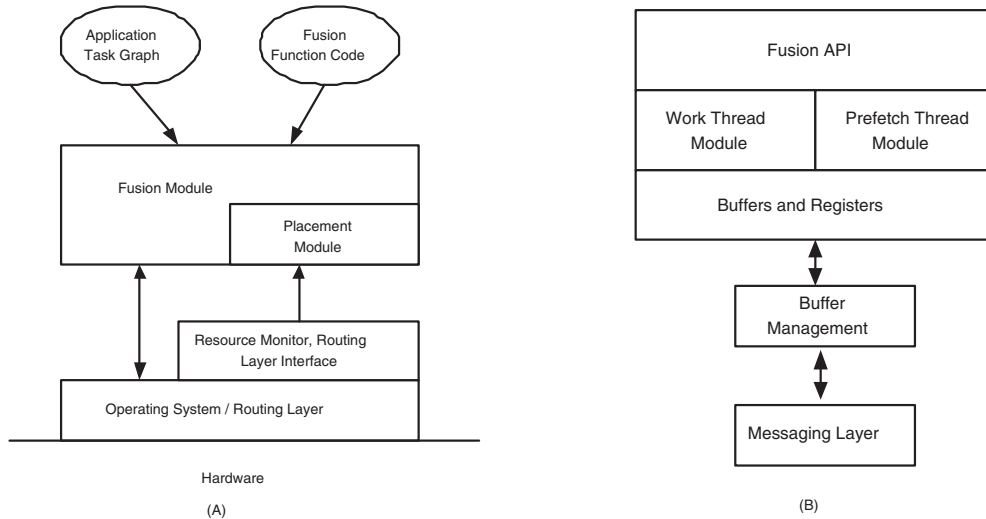 Application
Task Graph
Fusion
Function Code
Fusion Module
Placement
Module
Resource Monitor, Routing
Layer Interface
Operating System / Routing Layer
Hardware
(A)
Fusion API
Work Thread
Module
Prefetch Thread
Module
Buffers and Registers
Buffer
Management
Messaging Layer
(B)